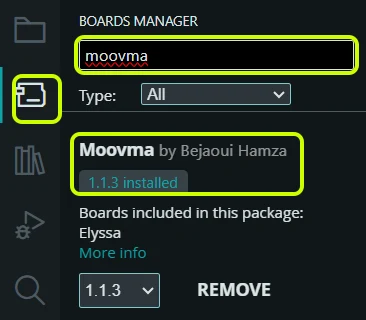 BOARDS MANAGER
moovma
Type: All
Moovma by Bejaoui Hamza
1.1.3 installed
Boards included in this package:
Elyssa
More info
1.1.3 REMOVE